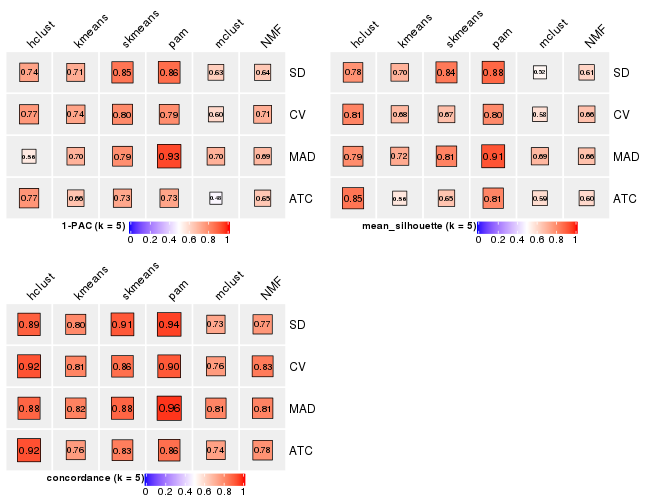 hclust kmeans skmeans pam mclust NMF
0.74 0.71 0.85 0.86 0.63 0.64 SD
0.77 0.74 0.80 0.79 0.60 0.71 CV
0.56 0.70 0.79 0.93 0.70 0.69 MAD
0.77 0.66 0.73 0.73 0.48 0.65 ATC
1-PAC (k = 5)
0 0.2 0.4 0.6 0.8 1
hclust kmeans skmeans pam mclust NMF
0.78 0.70 0.84 0.88 0.52 0.61 SD
0.81 0.68 0.67 0.80 0.58 0.66 CV
0.79 0.72 0.81 0.91 0.69 0.66 MAD
0.85 0.56 0.65 0.81 0.59 0.60 ATC
mean_silhouette (k = 5)
0 0.2 0.4 0.6 0.8 1
hclust kmeans skmeans pam mclust NMF
0.89 0.80 0.91 0.94 0.73 0.77 SD
0.92 0.81 0.86 0.90 0.76 0.83 CV
0.88 0.82 0.88 0.96 0.81 0.81 MAD
0.92 0.76 0.83 0.86 0.74 0.78 ATC
concordance (k = 5)
0 0.2 0.4 0.6 0.8 1